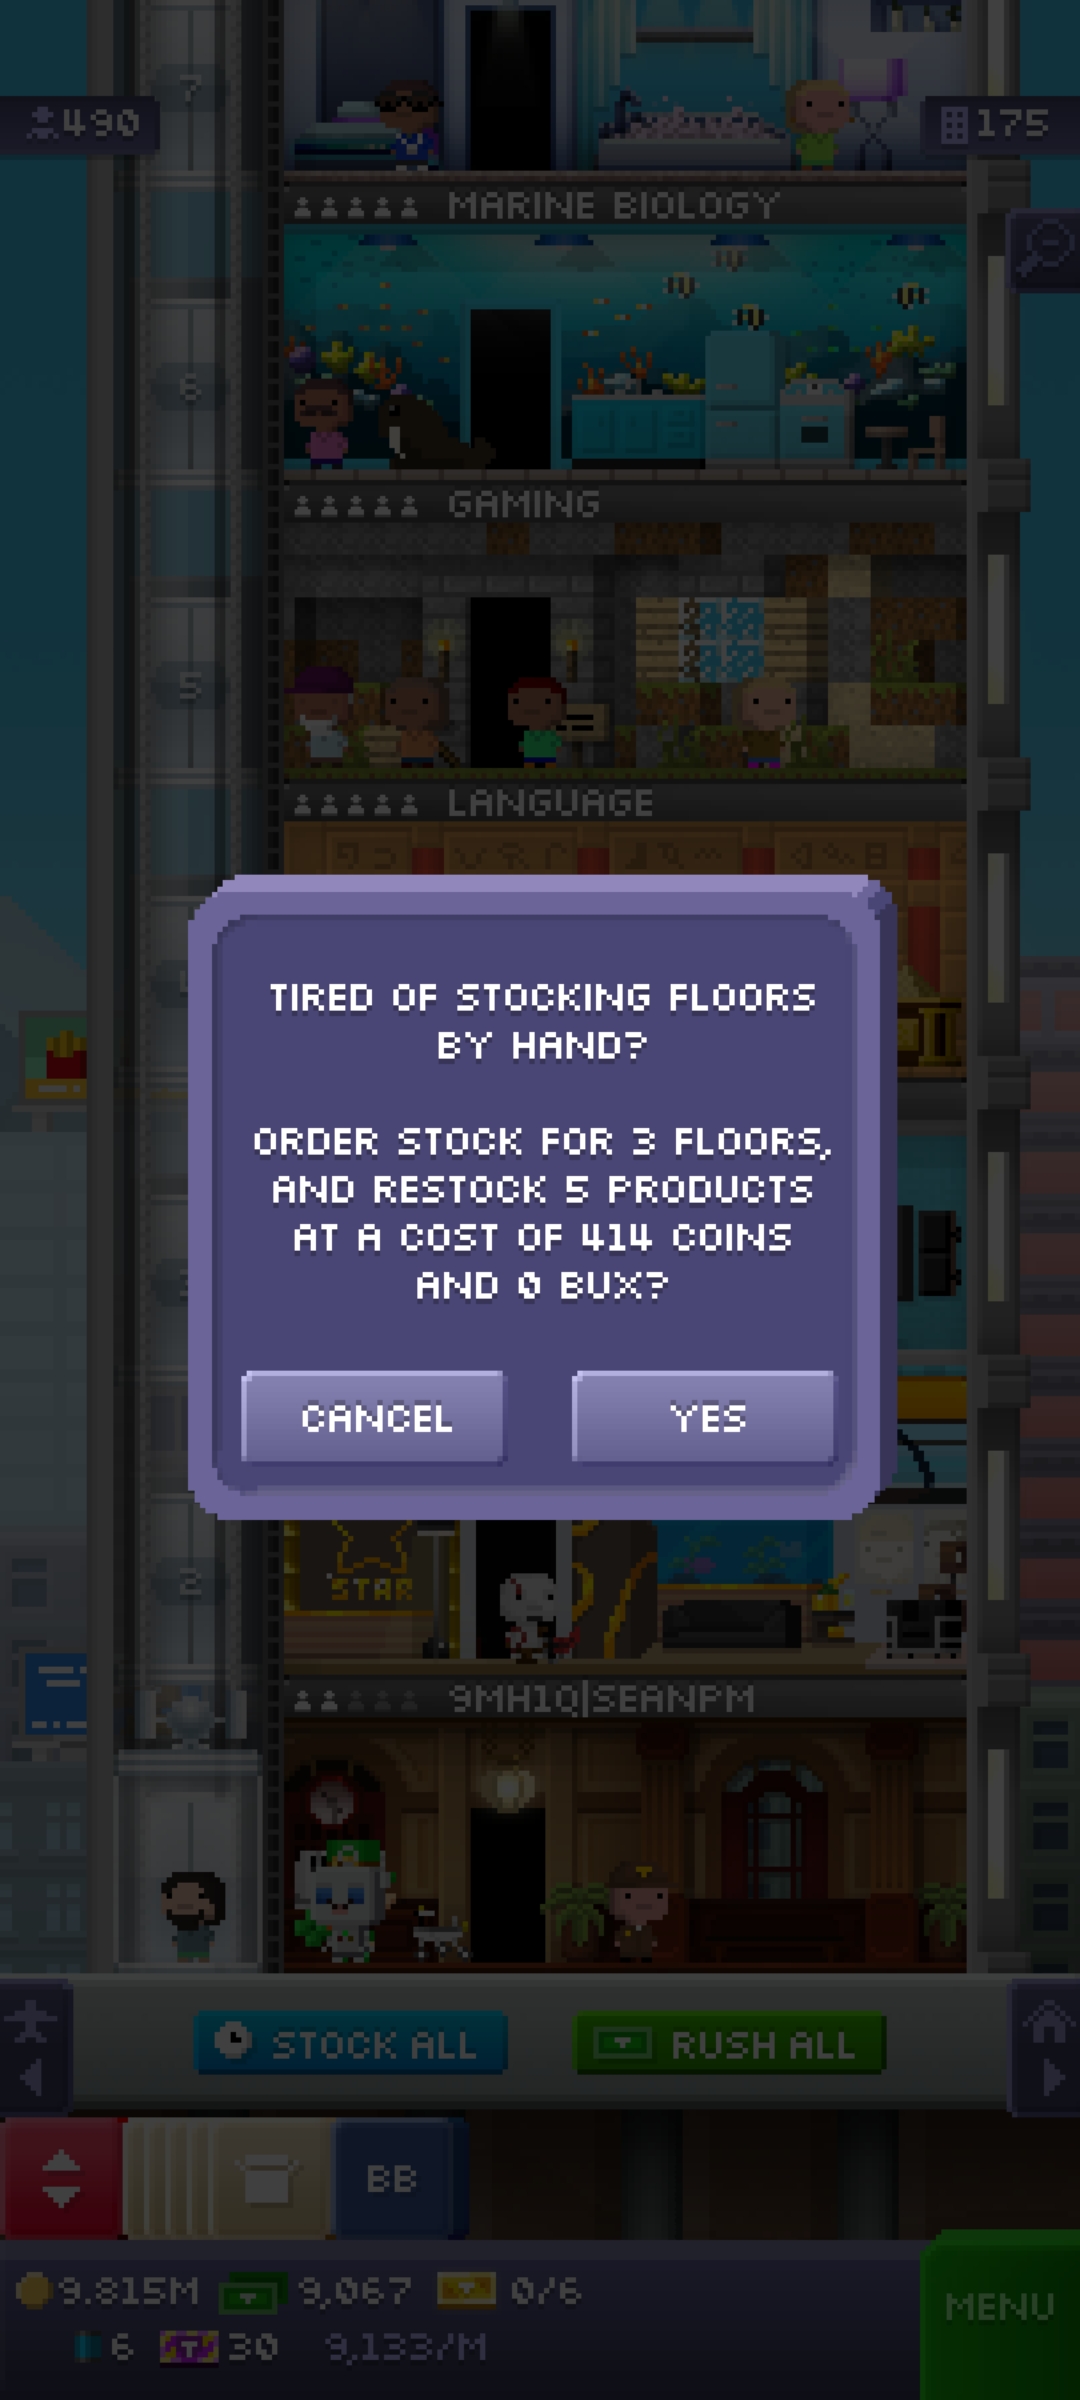 7
490
175
MARINE BIOLOGY
6
GAMING
5
LANGUAGE
TIRED OF STOCKING FLOORS
BY HAND?
ORDER STOCK FOR 3 FLOORS,
AND RESTOCK 5 PRODUCTS
AT A COST OF 414 COINS
AND 0 BUX?
CANCEL
YES
2
STAR
9MH1Q|SEANPM
STOCK ALL
RUSH ALL
BB
9.815M
9,067
0/6
6
T
30
9,133/M
MENU